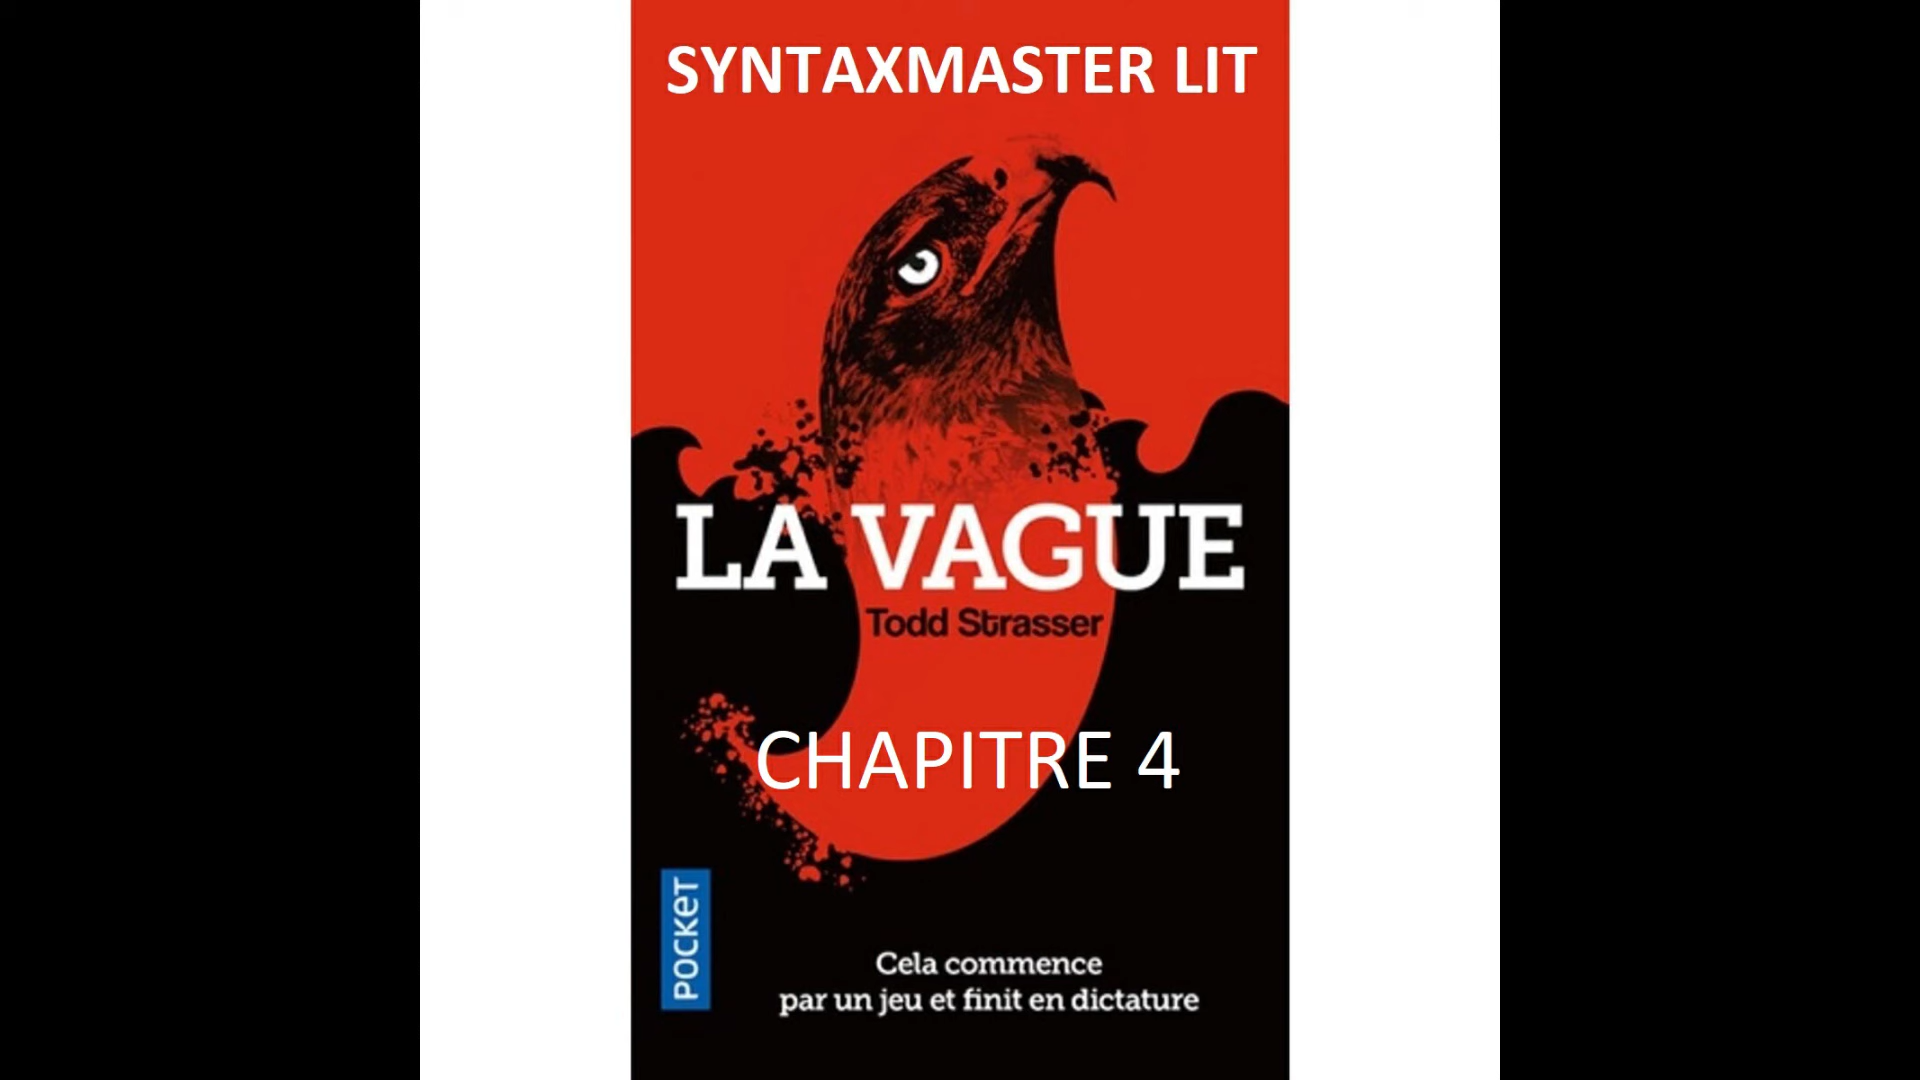 SYNTAXMASTER LIT
LA VAGUE
Todd Strasser
CHAPITRE 4
POCKET
Cela commence
par un jeu et finit en dictature